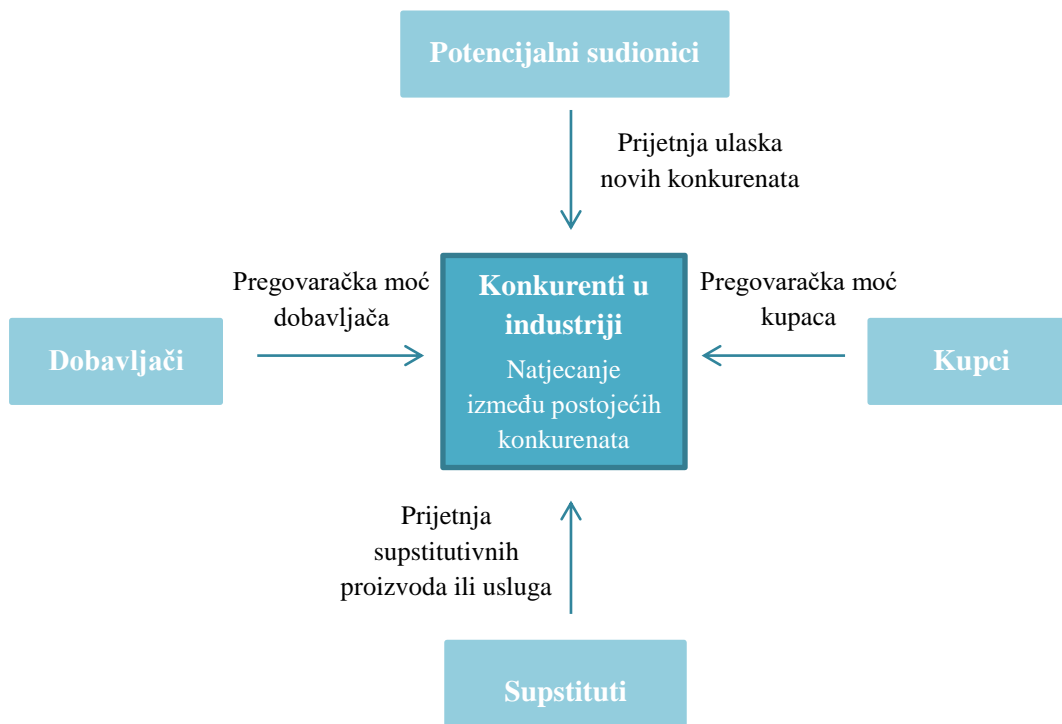 Potencijalni sudionici
Prijetnja ulaska
novih konkurenata
Pregovaračka moć
dobavljača
Konkurenti u
industriji
Natjecanje
između postojećih
konkurenata
Pregovaračka moć
kupaca
Dobavljači
Kupci
Prijetnja
supstitutivnih
proizvoda ili usluga
Supstituti